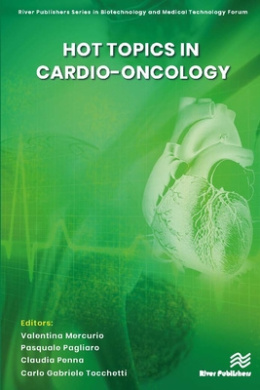 River Publishers Series in Biotechnology and Medical Technology Forum
HOT TOPICS IN
CARDIO-ONCOLOGY
Editors:
Valentina Mercurio
Pasquale Pagliaro
Claudia Penna
Carlo Gabriele Tocchetti
River Publishers